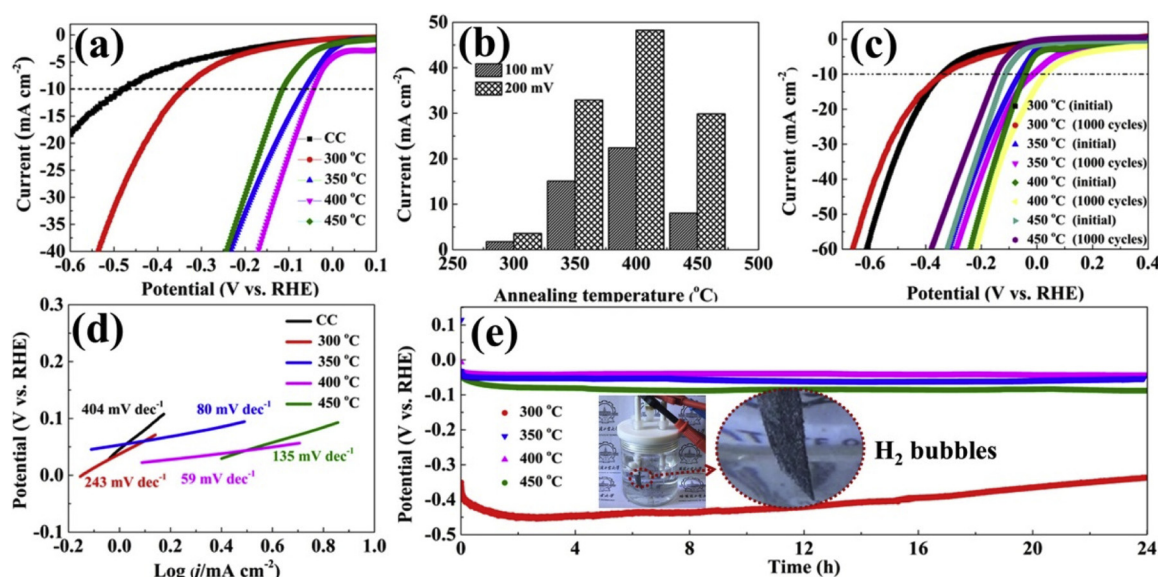 (a)
0
-5
-10
-15
-20
-25
-30
-35
-40
Current (mA cm⁻²)
CC
300 °C
350 °C
400 °C
450 °C
-0.6 -0.5 -0.4 -0.3 -0.2 -0.1 0.0 0.1
Potential (V vs. RHE)
(b)
50
40
30
20
10
0
Current (mA cm⁻²)
100 mV
200 mV
250 300 350 400 450 500
Annealing temperature (°C)
(c)
0
-10
-20
-30
-40
-50
-60
Current (mA cm⁻²)
300 °C (initial)
300 °C (1000 cycles)
350 °C (initial)
350 °C (1000 cycles)
400 °C (initial)
400 °C (1000 cycles)
450 °C (initial)
450 °C (1000 cycles)
-0.6 -0.4 -0.2 0.0 0.2 0.4
Potential (V vs. RHE)
(d)
0.3
0.2
0.1
0.0
0.1
Potential (V vs. RHE)
CC
300 °C
350 °C
400 °C
450 °C
404 mV dec⁻¹
80 mV dec⁻¹
243 mV dec⁻¹
59 mV dec⁻¹
135 mV dec⁻¹
-0.2 0.0 0.2 0.4 0.6 0.8 1.0
Log (j/mA cm⁻²)
(e)
0.1
0.0
-0.1
-0.2
-0.3
-0.4
-0.5
Potential (V vs. RHE)
300 °C
350 °C
400 °C
450 °C
H₂ bubbles
0 4 8 12 16 20 24
Time (h)